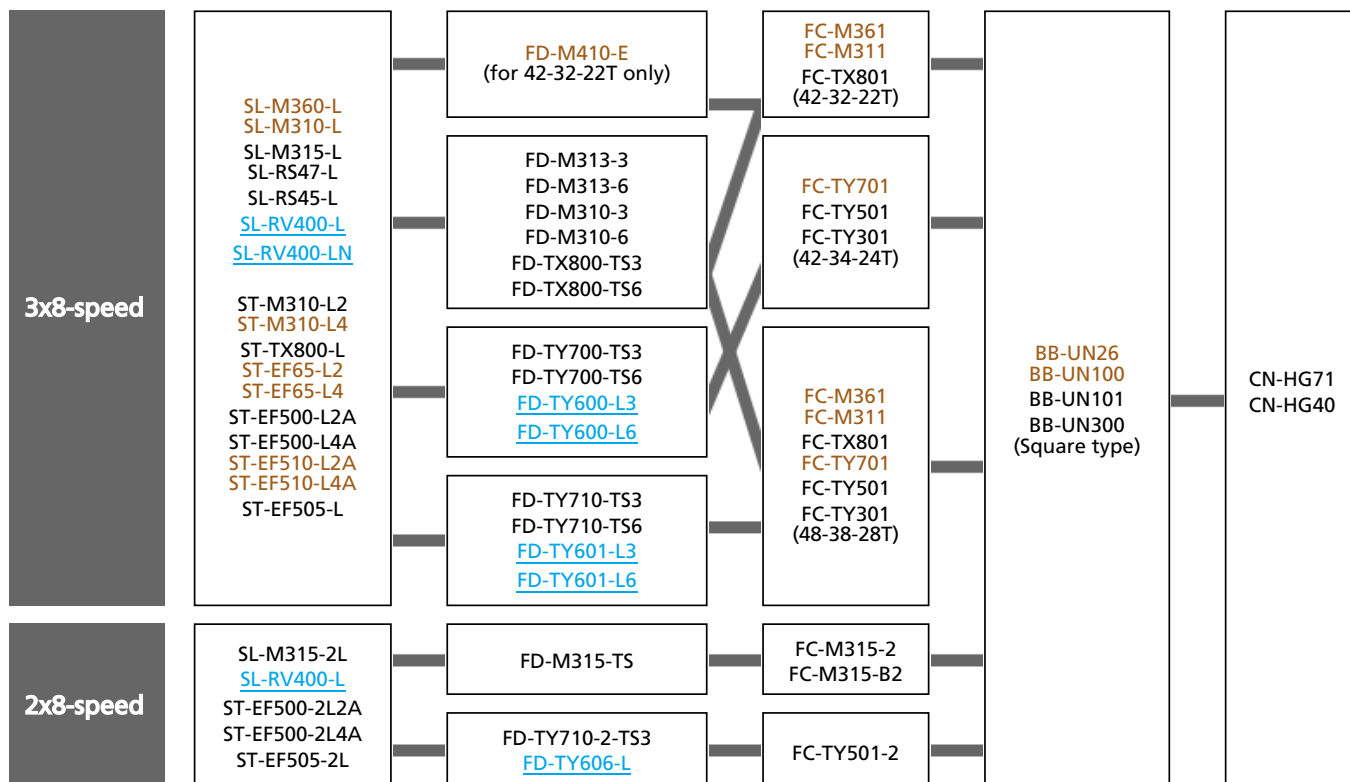 3x8-speed
SL-M360-L
SL-M310-L
SL-M315-L
SL-RS47-L
SL-RS45-L
SL-RV400-L
SL-RV400-LN
ST-M310-L2
ST-M310-L4
ST-TX800-L
ST-EF65-L2
ST-EF65-L4
ST-EF500-L2A
ST-EF500-L4A
ST-EF510-L2A
ST-EF510-L4A
ST-EF505-L
FD-M410-E
(for 42-32-22T only)
FD-M313-3
FD-M313-6
FD-M310-3
FD-M310-6
FD-TX800-TS3
FD-TX800-TS6
FD-TY700-TS3
FD-TY700-TS6
FD-TY600-L3
FD-TY600-L6
FD-TY710-TS3
FD-TY710-TS6
FD-TY601-L3
FD-TY601-L6
FC-M361
FC-M311
FC-TX801
(42-32-22T)
FC-TY701
FC-TY501
FC-TY301
(42-34-24T)
FC-M361
FC-M311
FC-TX801
FC-TY701
FC-TY501
FC-TY301
(48-38-28T)
BB-UN26
BB-UN100
BB-UN101
BB-UN300
(Square type)
CN-HG71
CN-HG40
2x8-speed
SL-M315-2L
SL-RV400-L
ST-EF500-2L2A
ST-EF500-2L4A
ST-EF505-2L
FD-M315-TS
FC-M315-2
FC-M315-B2
FD-TY710-2-TS3
FD-TY606-L
FC-TY501-2